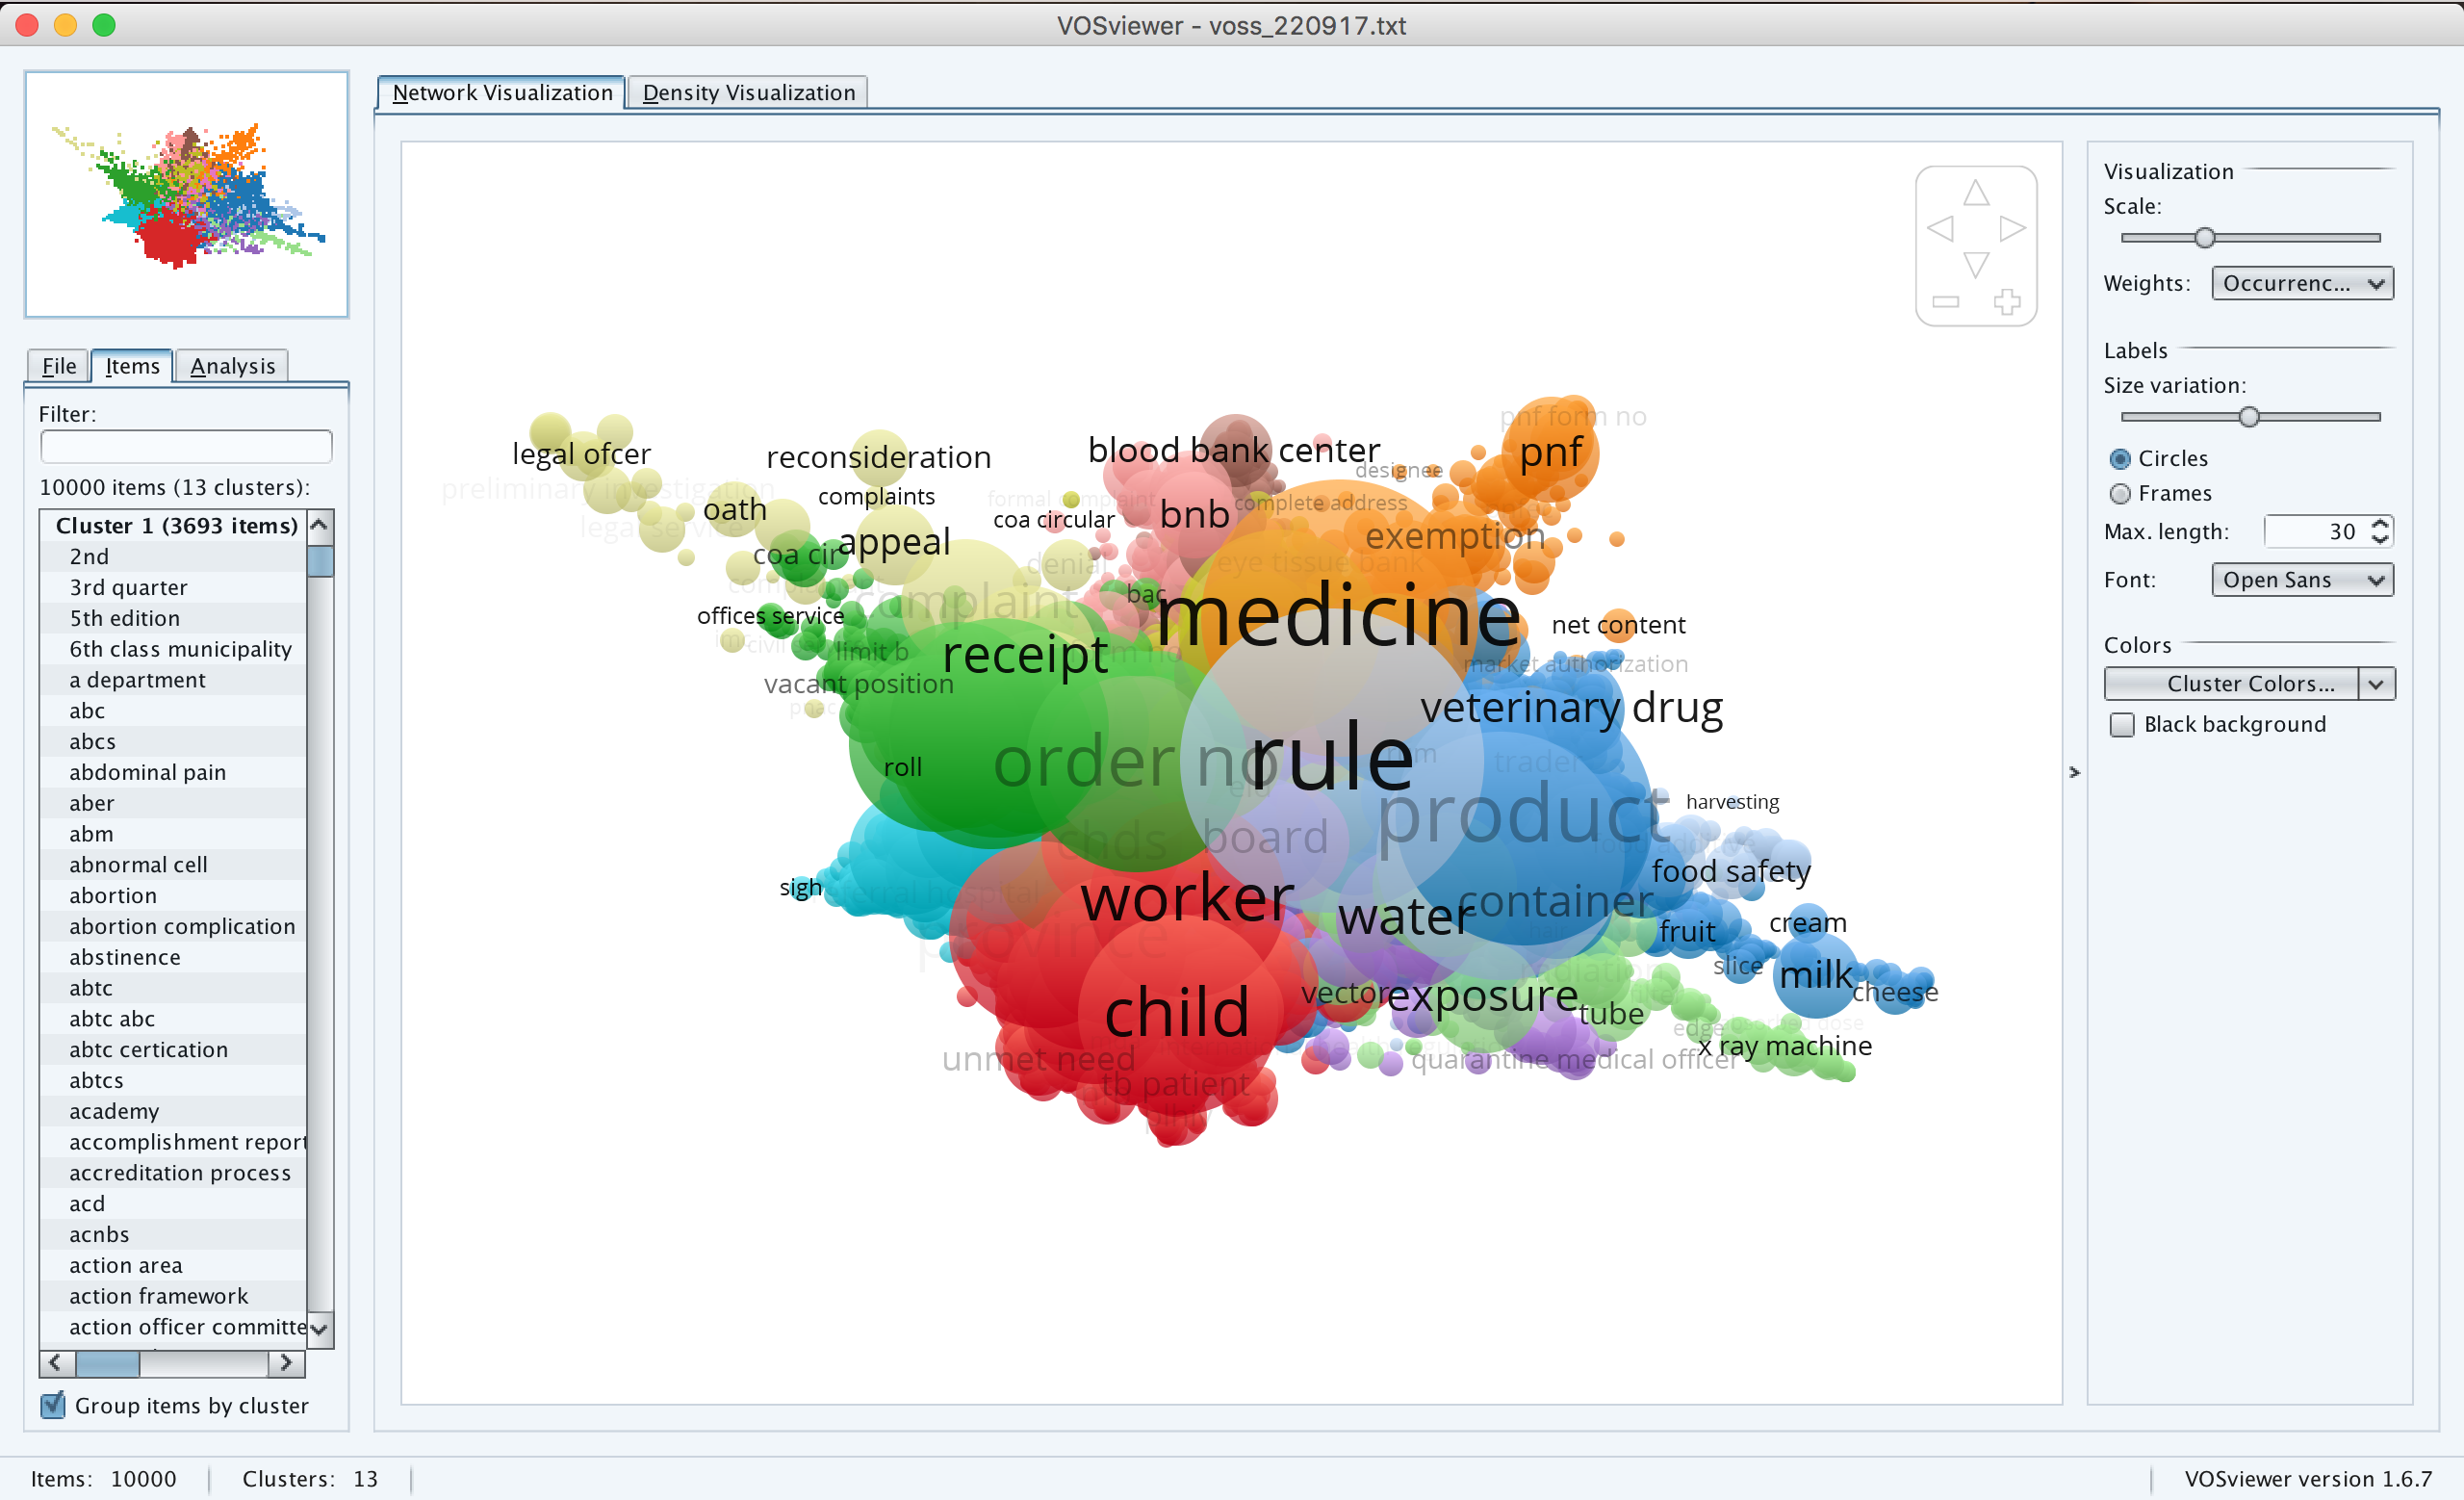 VOSviewer - voss_220917.txt
Network Visualization
Density Visualization
File
Items
Analysis
Filter:
10000 items (13 clusters):
Cluster 1 (3693 items)
2nd
3rd quarter
5th edition
6th class municipality
a department
abc
abcs
abdominal pain
aber
abm
abnormal cell
abortion
abortion complication
abstinence
abtc
abtc abc
abtc certication
abtcs
academy
accomplishment report
accreditation process
acd
acnbs
action area
action framework
action officer committe
Group items by cluster
pnf form no
legal ofcer
reconsideration
blood bank center
pnf
designee
preliminary investigation
complaints
formal complaint
complete address
oath
coa circular
bnb
legal service
appeal
exemption
coa cir
denial
eye tissue bank
complaint
bac
medicine
offices service
net content
limit b
receipt
market authorization
vacant position
veterinary drug
order no
rule
roll
trader
product
harvesting
chds
board
food safety
sigh
worker
container
water
cream
fruit
province
slice
milk
cheese
vector
exposure
child
tube
edge
x ray machine
unmet need
quarantine medical officer
tb patient
Visualization
Scale:
Weights: Occurrenc...
Labels
Size variation:
Circles
Frames
Max. length: 30
Font: Open Sans
Colors
Cluster Colors...
Black background
Items: 10000
Clusters: 13
VOSviewer version 1.6.7